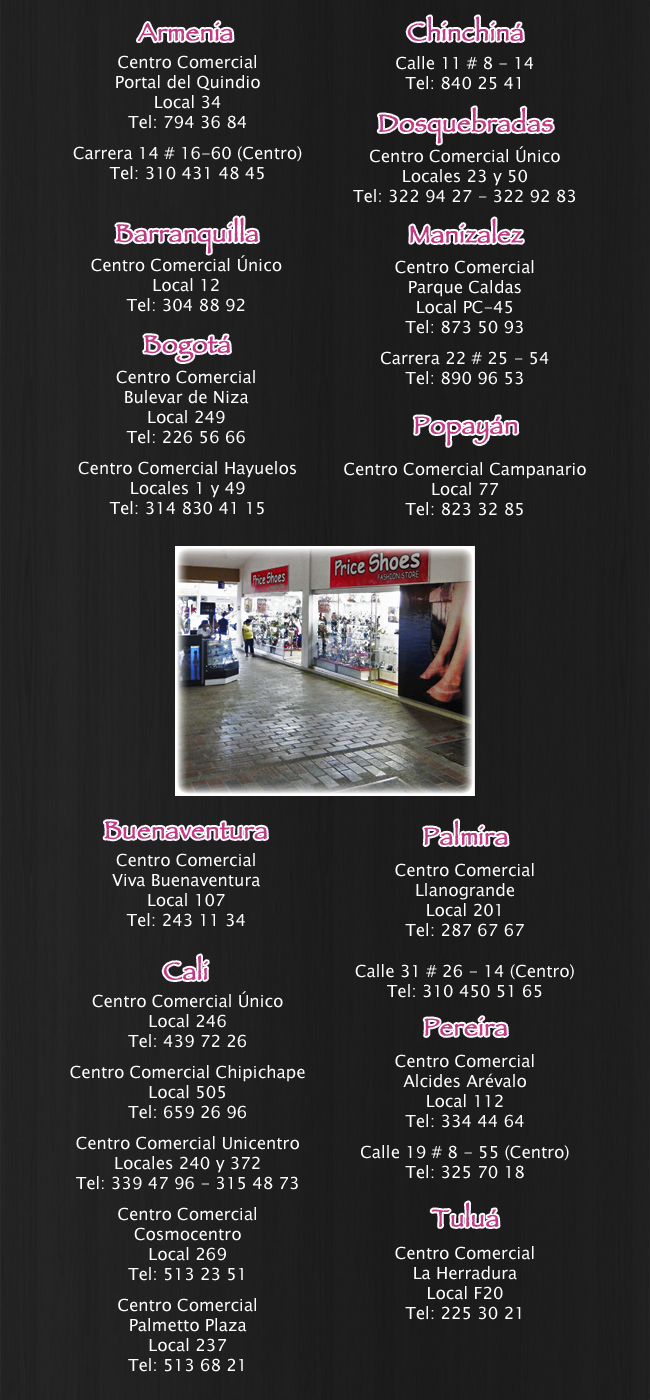 Armenia
Centro Comercial
Portal del Quindio
Local 34
Tel: 794 36 84
Carrera 14 # 16-60 (Centro)
Tel: 310 431 48 45
Barranquilla
Centro Comercial Único
Local 12
Tel: 304 88 92
Bogotá
Centro Comercial
Bulevar de Niza
Local 249
Tel: 226 56 66
Centro Comercial Hayuelos
Locales 1 y 49
Tel: 314 830 41 15
Chinchiná
Calle 11 # 8 - 14
Tel: 840 25 41
Dosquebradas
Centro Comercial Único
Locales 23 y 50
Tel: 322 94 27 - 322 92 83
Manizalez
Centro Comercial
Parque Caldas
Local PC-45
Tel: 873 50 93
Carrera 22 # 25 - 54
Tel: 890 96 53
Popayán
Centro Comercial Campanario
Local 77
Tel: 823 32 85
Price Shoes
Price Shoes
FASHION STORE
Buenaventura
Centro Comercial
Viva Buenaventura
Local 107
Tel: 243 11 34
Cali
Centro Comercial Único
Local 246
Tel: 439 72 26
Centro Comercial Chipichape
Local 505
Tel: 659 26 96
Centro Comercial Unicentro
Locales 240 y 372
Tel: 339 47 96 - 315 48 73
Centro Comercial
Cosmocentro
Local 269
Tel: 513 23 51
Centro Comercial
Palmetto Plaza
Local 237
Tel: 513 68 21
Palmira
Centro Comercial
Llanogrande
Local 201
Tel: 287 67 67
Calle 31 # 26 - 14 (Centro)
Tel: 310 450 51 65
Pereira
Centro Comercial
Alcides Arévalo
Local 112
Tel: 334 44 64
Calle 19 # 8 - 55 (Centro)
Tel: 325 70 18
Tuluá
Centro Comercial
La Herradura
Local F20
Tel: 225 30 21